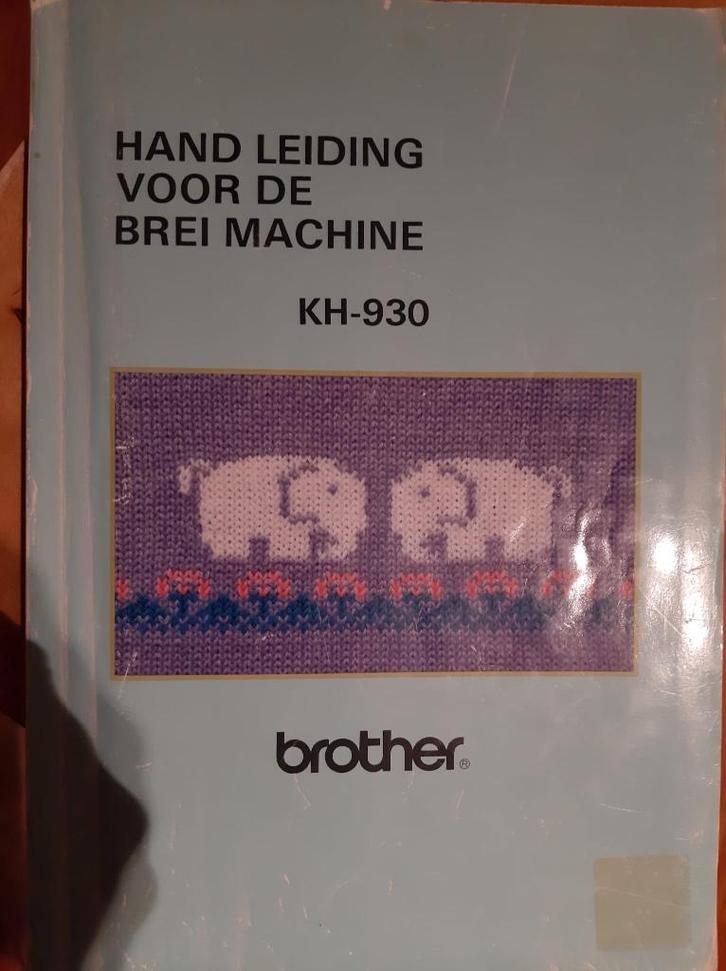 HAND LEIDING
VOOR DE
BREI MACHINE
KH-930
brother®